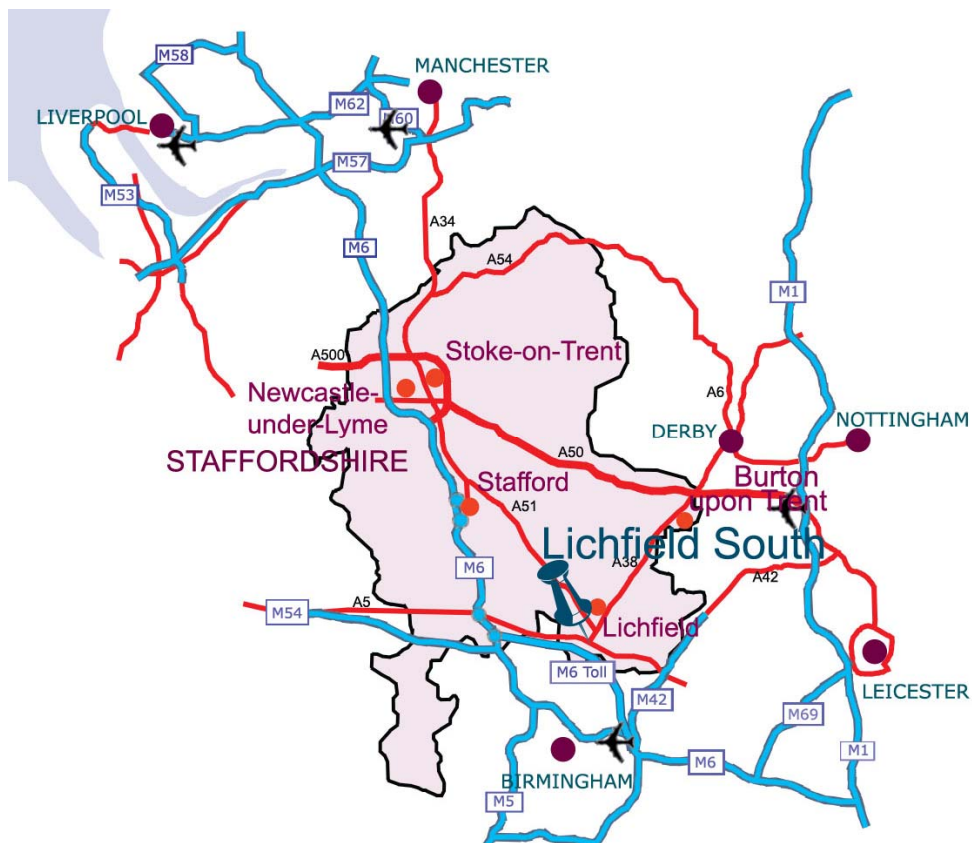 M58
MANCHESTER
M62
LIVERPOOL
M60
M57
M53
A34
M6
A54
M1
A500
Stoke-on-Trent
Newcastle-
under-Lyme
A6
DERBY
NOTTINGHAM
STAFFORDSHIRE
A50
Burton
upon Trent
Stafford
A51
Lichfield South
M6
A38
A42
M54
A5
Lichfield
M6 Toll
M42
LEICESTER
M69
M1
M6
BIRMINGHAM
M5